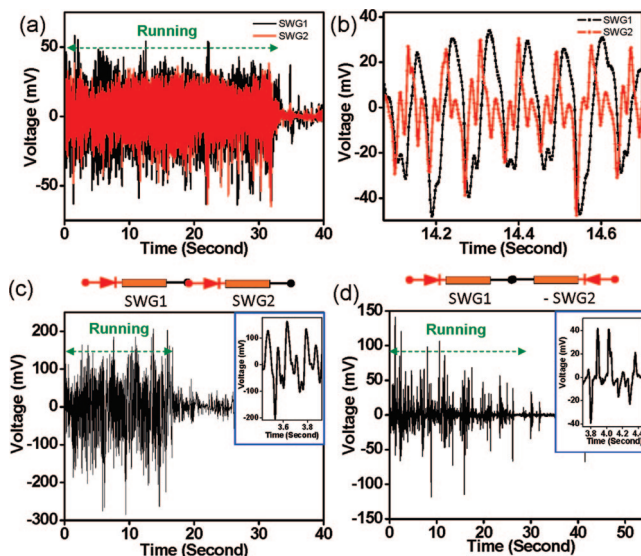 (a)
SWG1
SWG2
Running
50
0
-50
Voltage (mV)
0 10 20 30 40
Time (Second)
(b)
SWG1
SWG2
40
20
0
-20
-40
Voltage (mV)
14.2 14.4 14.6
Time (Second)
(c)
SWG1 SWG2
Running
200
100
0
-100
-200
-300
Voltage (mV)
0 10 20 30 40
Time (Second)
200
100
0
-100
-200
Voltage (mV)
3.6 3.8
Time (Second)
(d)
SWG1 - SWG2
Running
150
100
50
0
-50
-100
-150
Voltage (mV)
0 10 20 30 40 50
Time (Second)
40
20
0
-20
-40
Voltage (mV)
3.8 4.0 4.2 4.4
Time (Second)